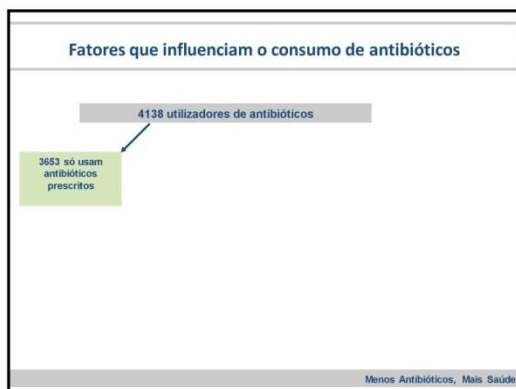 Fatores que influenciam o consumo de antibióticos
4138 utilizadores de antibióticos
3653 só usam
antibióticos
prescritos
Menos Antibióticos, Mais Saúde